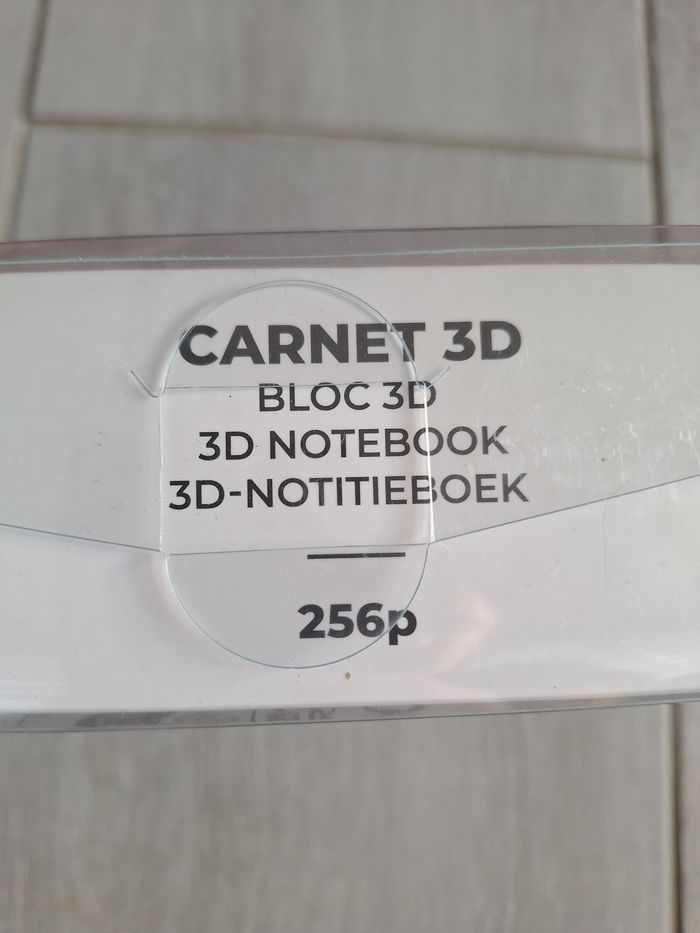 CARNET 3D
BLOC 3D
3D NOTEBOOK
3D-NOTITIEBOEK
256p